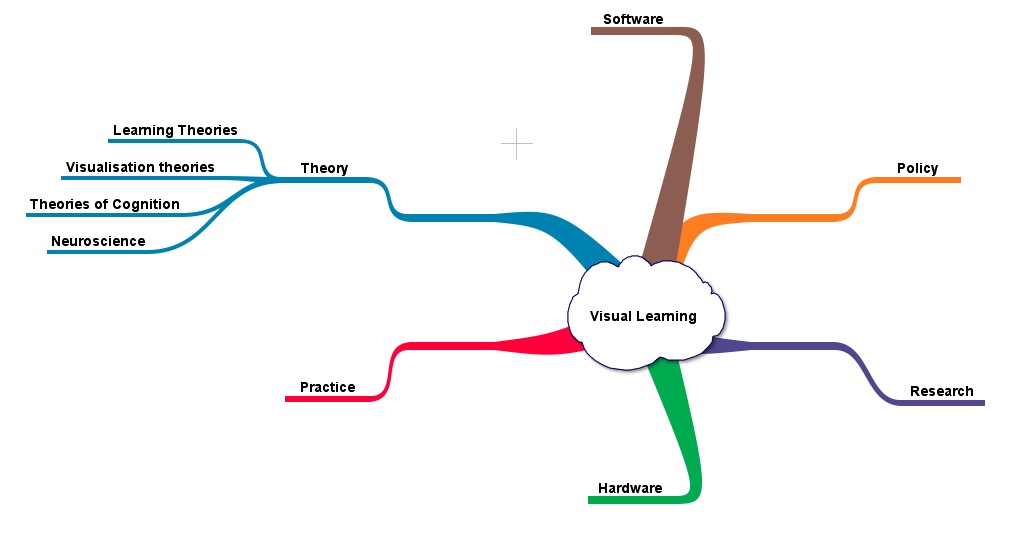 Software
Learning Theories
Visualisation theories
Theory
Policy
Theories of Cognition
Neuroscience
Visual Learning
Practice
Research
Hardware